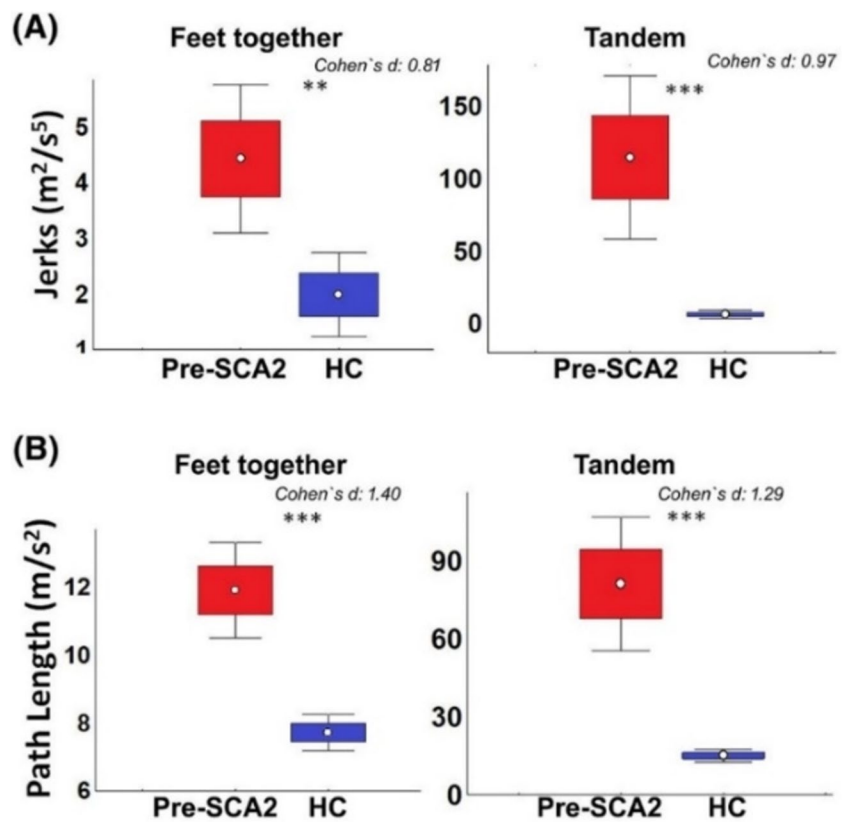 (A)
Feet together
Cohen`s d: 0.81
**
Jerks (m²/s⁵)
5
4
3
2
1
Pre-SCA2 HC
Tandem
Cohen`s d: 0.97
***
150
100
50
0
Pre-SCA2 HC
(B)
Feet together
Cohen`s d: 1.40
***
Path Length (m/s²)
12
10
8
6
Pre-SCA2 HC
Tandem
Cohen`s d: 1.29
***
90
60
30
0
Pre-SCA2 HC